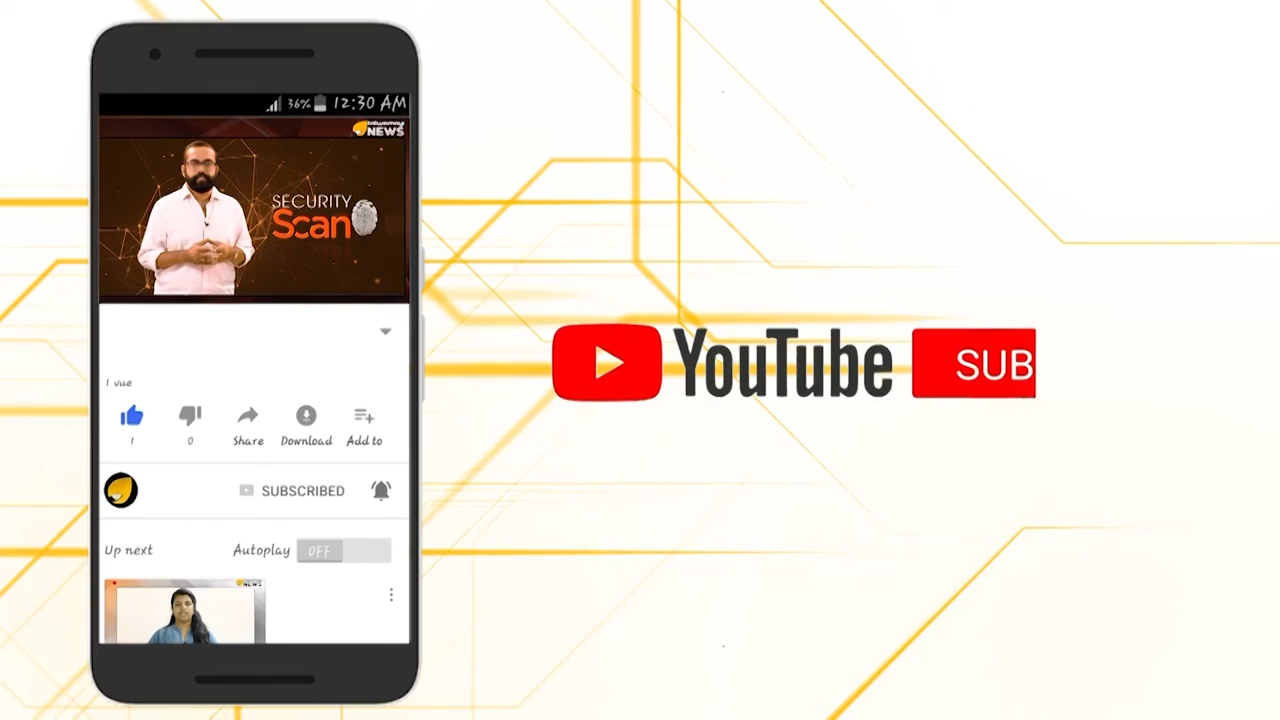 36% 12:30 AM
NEWS
SECURITY
Scan
1 vue
1 0 Share Download Add to
SUBSCRIBED
Up next Autoplay OFF
NEWS
YouTube SUB